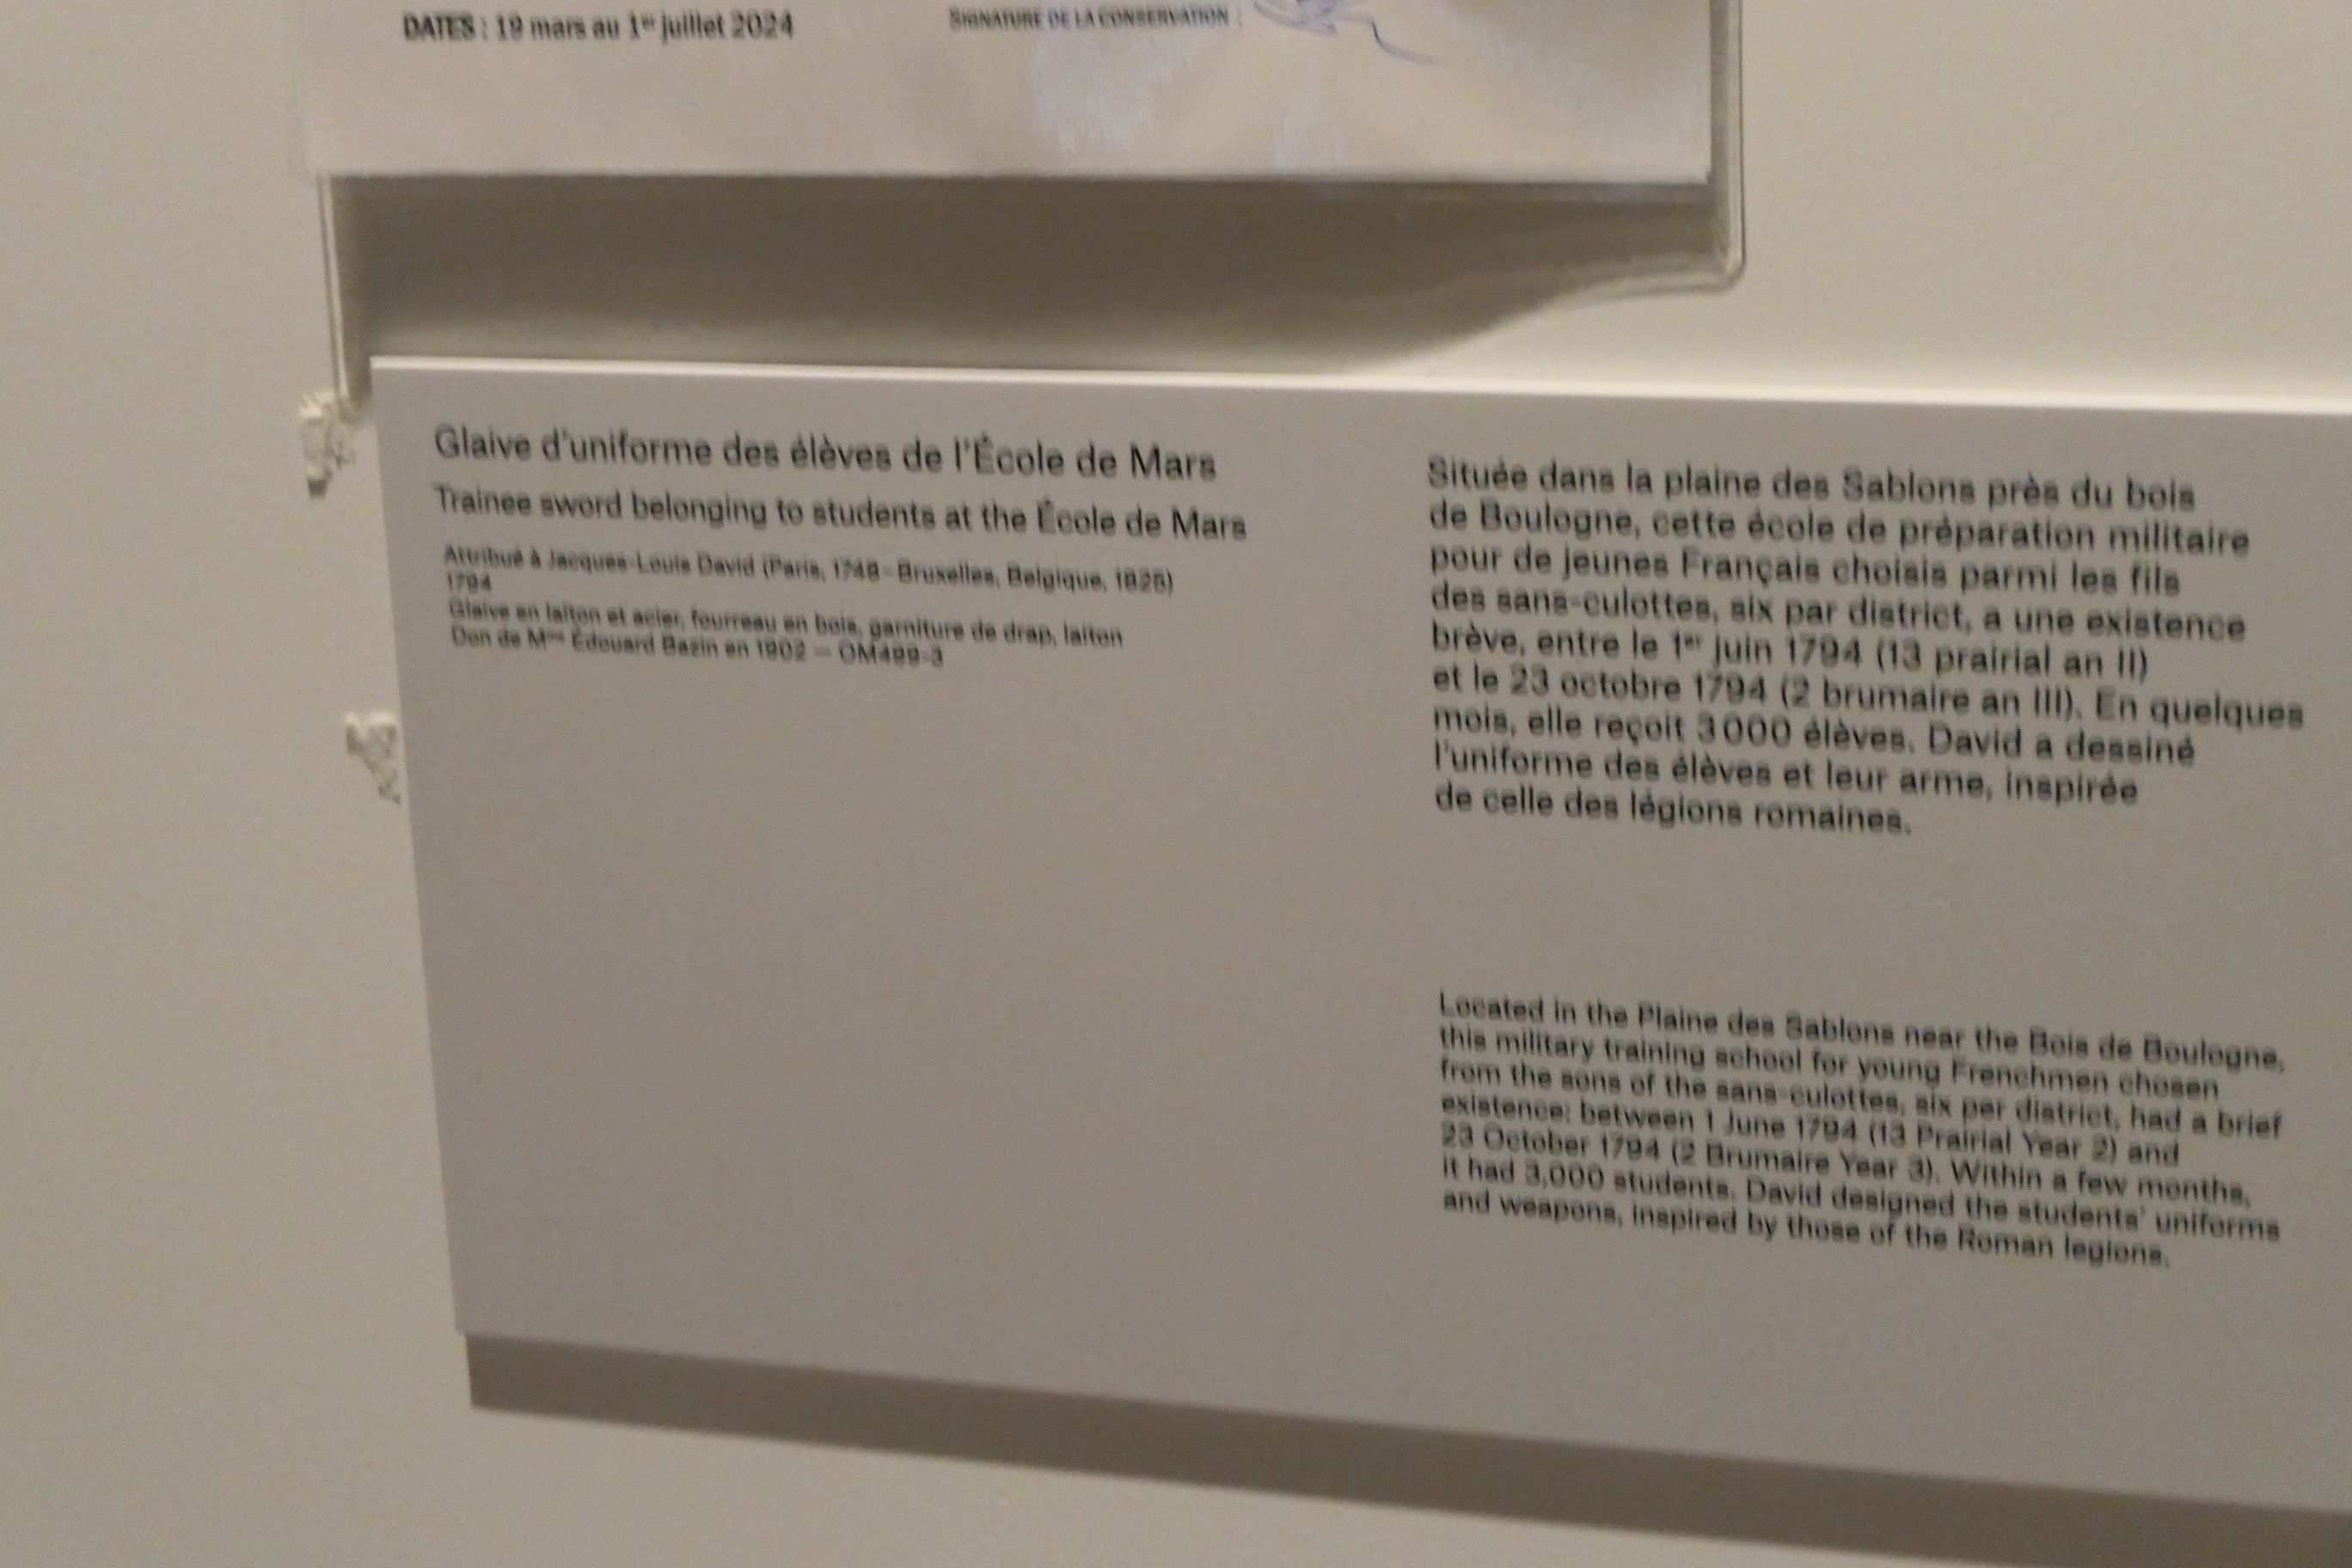 DATES : 19 mars au 1er juillet 2024
SIGNATURE DE LA CONSERVATION :
Glaive d'uniforme des élèves de l'École de Mars
Trainee sword belonging to students at the École de Mars
Attribué à Jacques-Louis David (Paris, 1748 - Bruxelles, Belgique, 1825)
1794
Glaive en laiton et acier, fourreau en bois, garniture de drap, laiton
Don de Mme Édouard Bazin en 1902 — OM499-3
Située dans la plaine des Sablons près du bois
de Boulogne, cette école de préparation militaire
pour de jeunes Français choisis parmi les fils
des sans-culottes, six par district, a une existence
brève, entre le 1er juin 1794 (13 prairial an II)
et le 23 octobre 1794 (2 brumaire an III). En quelques
mois, elle reçoit 3 000 élèves. David a dessiné
l'uniforme des élèves et leur arme, inspirée
de celle des légions romaines.
Located in the Plaine des Sablons near the Bois de Boulogne,
this military training school for young Frenchmen chosen
from the sons of the sans-culottes, six per district, had a brief
existence: between 1 June 1794 (13 Prairial Year 2) and
23 October 1794 (2 Brumaire Year 3). Within a few months,
it had 3,000 students. David designed the students' uniforms
and weapons, inspired by those of the Roman legions.